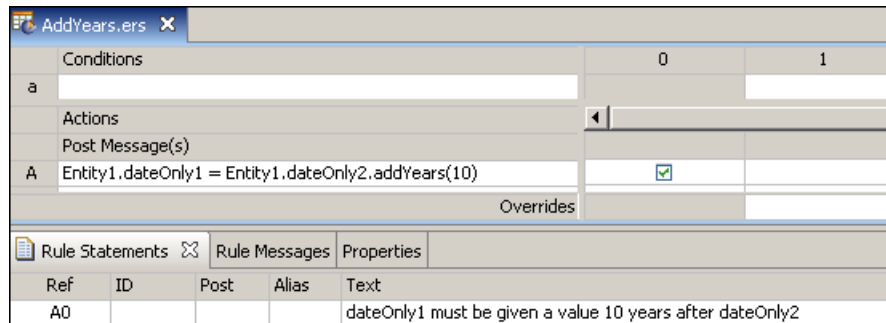 AddYears.ers
Conditions 0 1
a
Actions
Post Message(s)
A Entity1.dateOnly1 = Entity1.dateOnly2.addYears(10)
Overrides
Rule Statements Rule Messages Properties
Ref ID Post Alias Text
A0 dateOnly1 must be given a value 10 years after dateOnly2